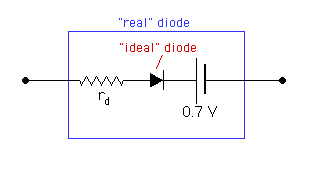 "real" diode
"ideal" diode
rd
0.7 V